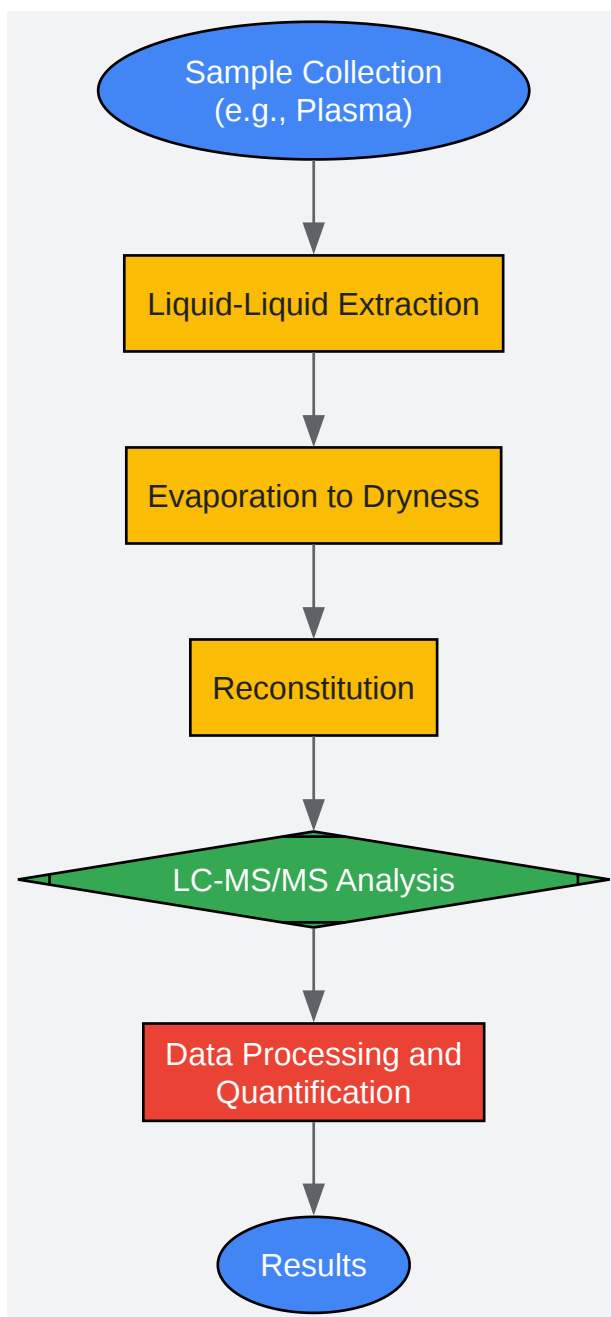 Sample Collection
(e.g., Plasma)
Liquid-Liquid Extraction
Evaporation to Dryness
Reconstitution
LC-MS/MS Analysis
Data Processing and
Quantification
Results